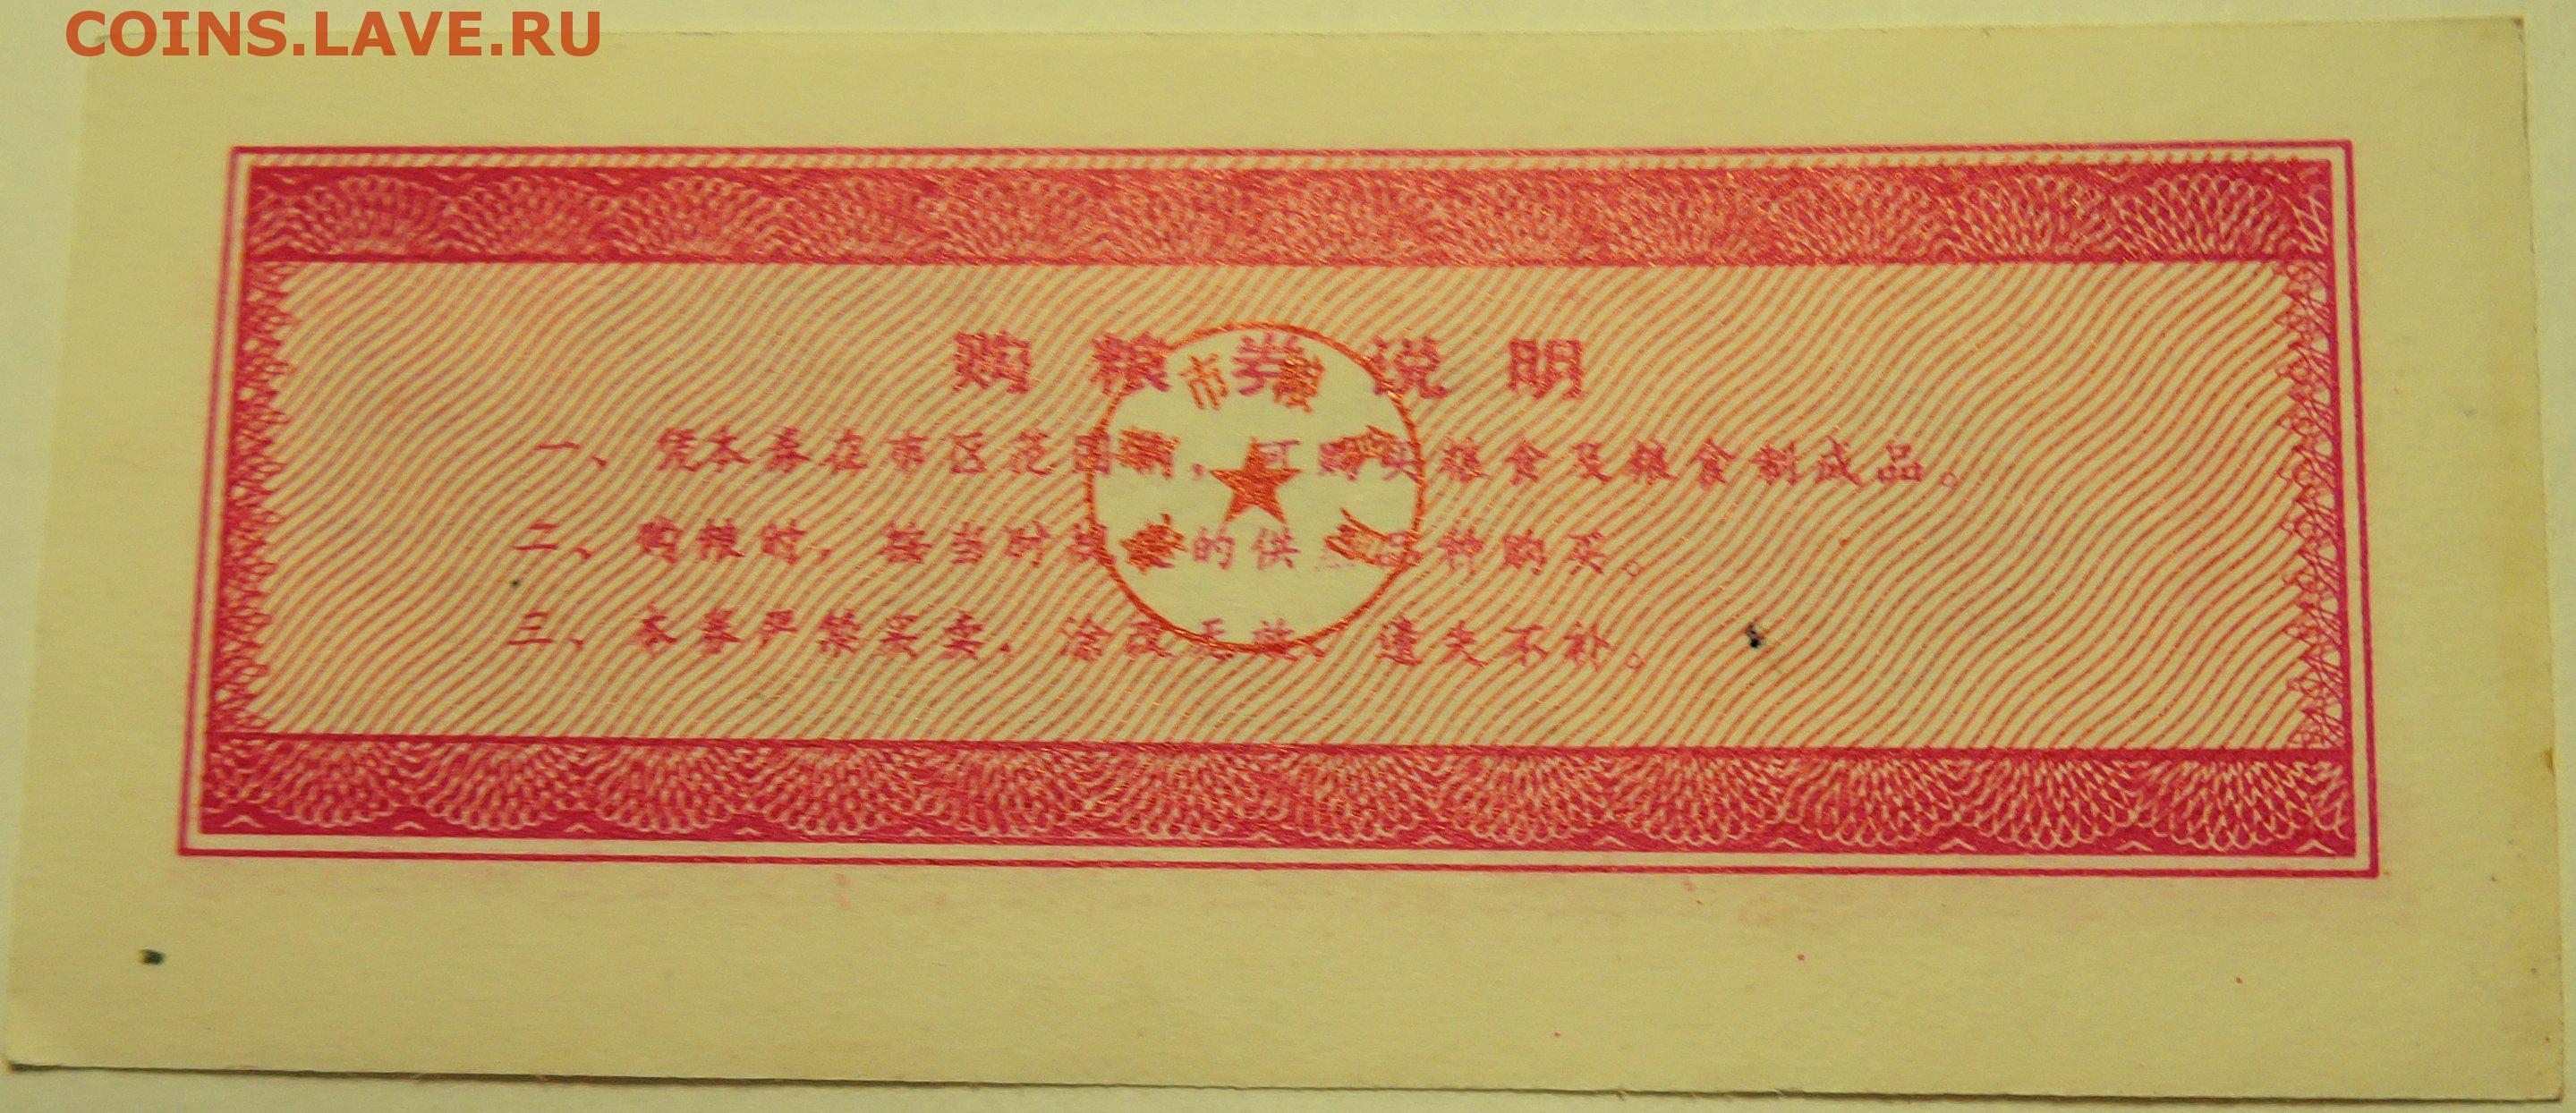 COINS.LAVE.RU
购粮券说明
一、凭本券在市区范围内，可购买粮食及粮食制成品。
二、购粮时，按当时规定的供应品种购买。
三、本券严禁买卖，涂改无效，遗失不补。
市